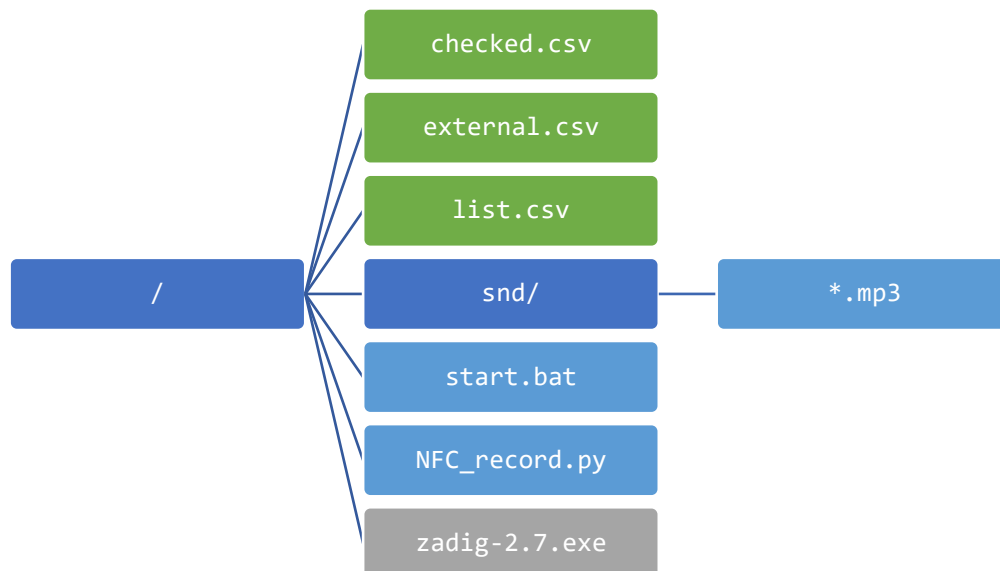 checked.csv
external.csv
list.csv
/
snd/
*.mp3
start.bat
NFC_record.py
zadig-2.7.exe